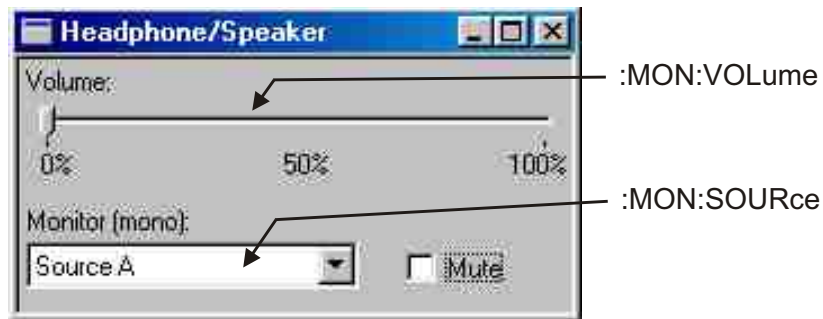 Headphone/Speaker
Volume:
:MON:VOLume
0% 50% 100%
:MON:SOURce
Monitor (mono):
Source A Mute